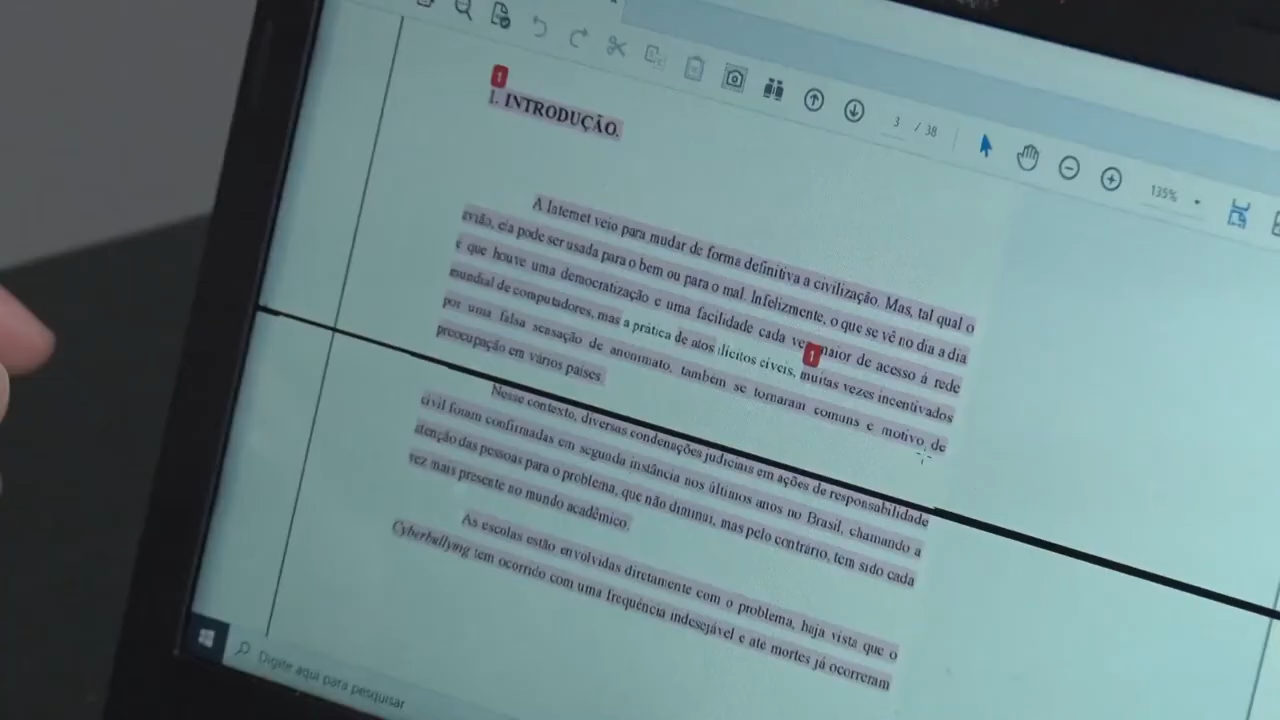 3 / 38
135%
1
1. INTRODUÇÃO.
A Internet veio para mudar de forma definitiva a civilização. Mas, tal qual o
avião, ela pode ser usada para o bem ou para o mal. Infelizmente, o que se vê no dia a dia
é que houve uma democratização e uma facilidade cada vez maior de acesso á rede
1
mundial de computadores, mas a prática de atos ilícitos cíveis, muitas vezes incentivados
por uma falsa sensação de anonimato, também se tornaram comuns e motivo de
preocupação em vários países.
Nesse contexto, diversas condenações judiciais em ações de responsabilidade
civil foram confirmadas em segunda instância nos últimos anos no Brasil, chamando a
atenção das pessoas para o problema, que não diminui, mas pelo contrário, tem sido cada
vez mais presente no mundo acadêmico.
As escolas estão envolvidas diretamente com o problema, haja vista que o
Cyberbullying tem ocorrido com uma frequência indesejável e até mortes já ocorreram
Digite aqui para pesquisar